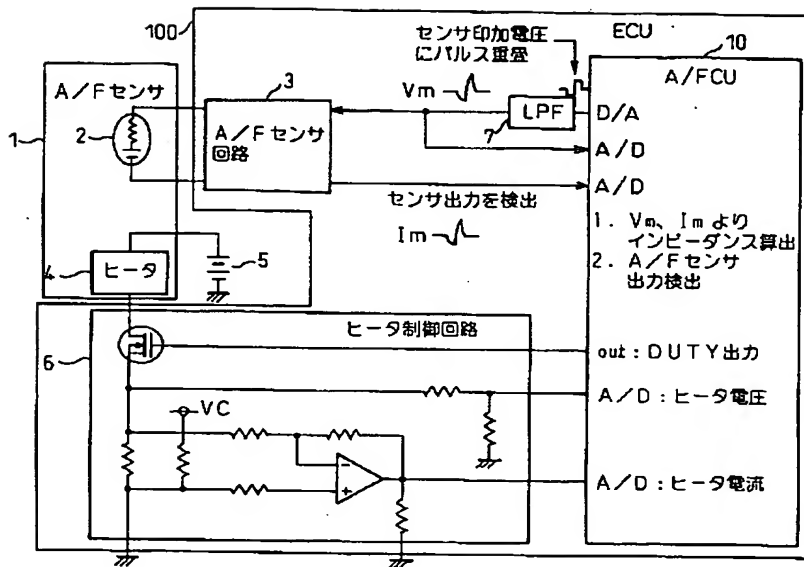 100
センサ印加電圧
にパルス重畳
ECU
10
A/Fセンサ
1
2
3
A/Fセンサ
回路
Vm
LPF
7
A/FCU
D/A
A/D
A/D
センサ出力を検出
Im
1. Vm、Imより
インピーダンス算出
2. A/Fセンサ
出力検出
4
ヒータ
5
6
ヒータ制御回路
out:DUTY出力
A/D:ヒータ電圧
VC
-
+
A/D:ヒータ電流